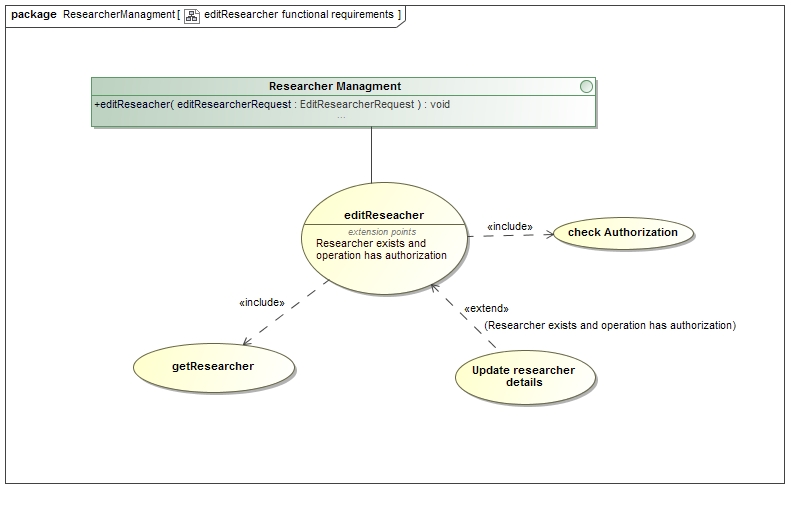 package ResearcherManagment [ editResearcher functional requirements ]
Researcher Managment
+editReseacher( editResearcherRequest : EditResearcherRequest ) : void
...
editReseacher
extension points
Researcher exists and
operation has authorization
«include»
check Authorization
«include»
«extend»
(Researcher exists and operation has authorization)
getResearcher
Update researcher
details